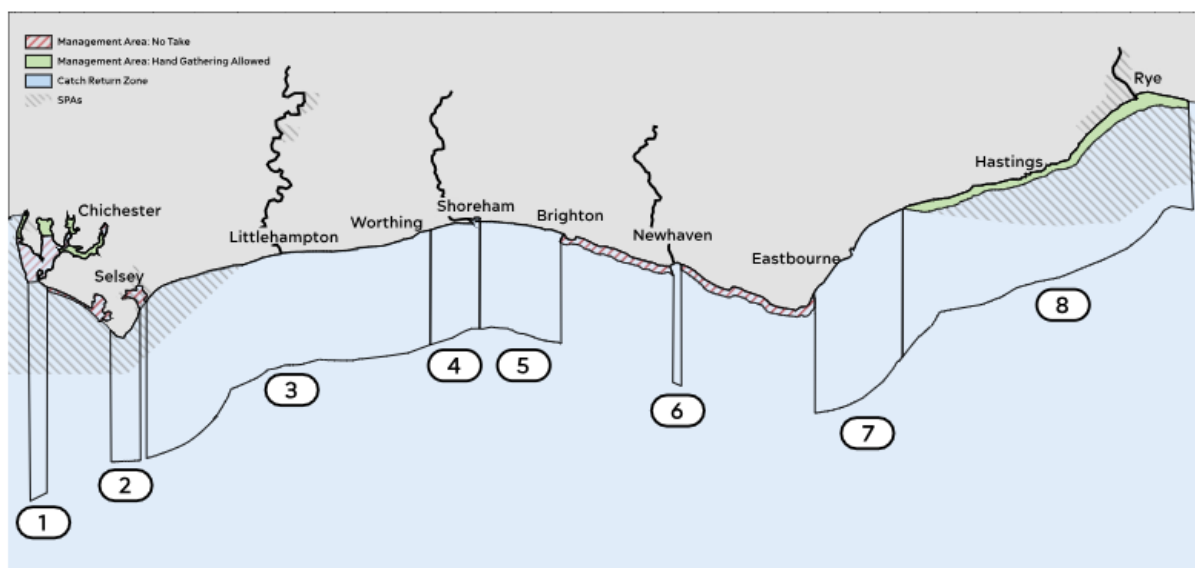 Management Area: No Take
Management Area: Hand Gathering Allowed
Catch Return Zone
SPAs
Rye
Hastings
Chichester
Shoreham
Brighton
Worthing
Littlehampton
Newhaven
Eastbourne
Selsey
8
4
5
3
6
7
2
1